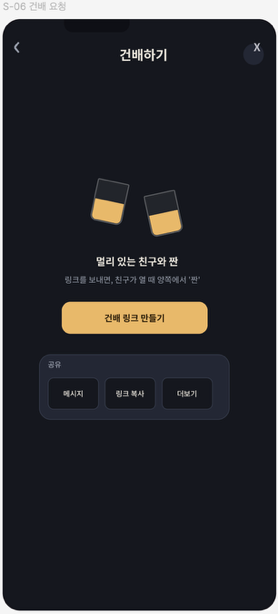 S-06 건배 요청
건배하기
X
멀리 있는 친구와 짠
링크를 보내면, 친구가 열 때 양쪽에서 '짠'
건배 링크 만들기
공유
메시지
링크 복사
더보기